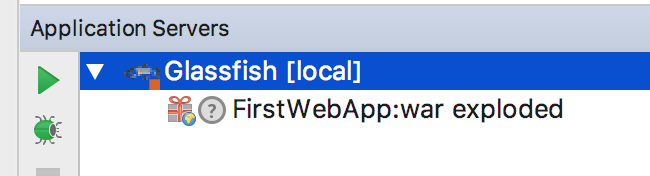 Application Servers
Glassfish [local]
? FirstWebApp:war exploded